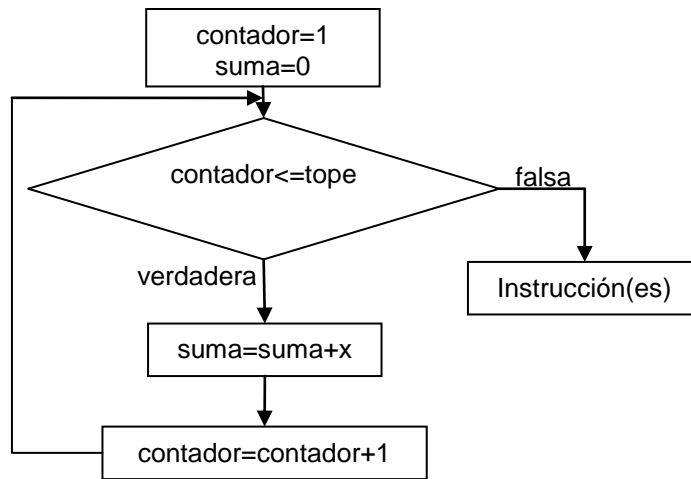 contador=1
suma=0
contador<=tope
falsa
verdadera
Instrucción(es)
suma=suma+x
contador=contador+1